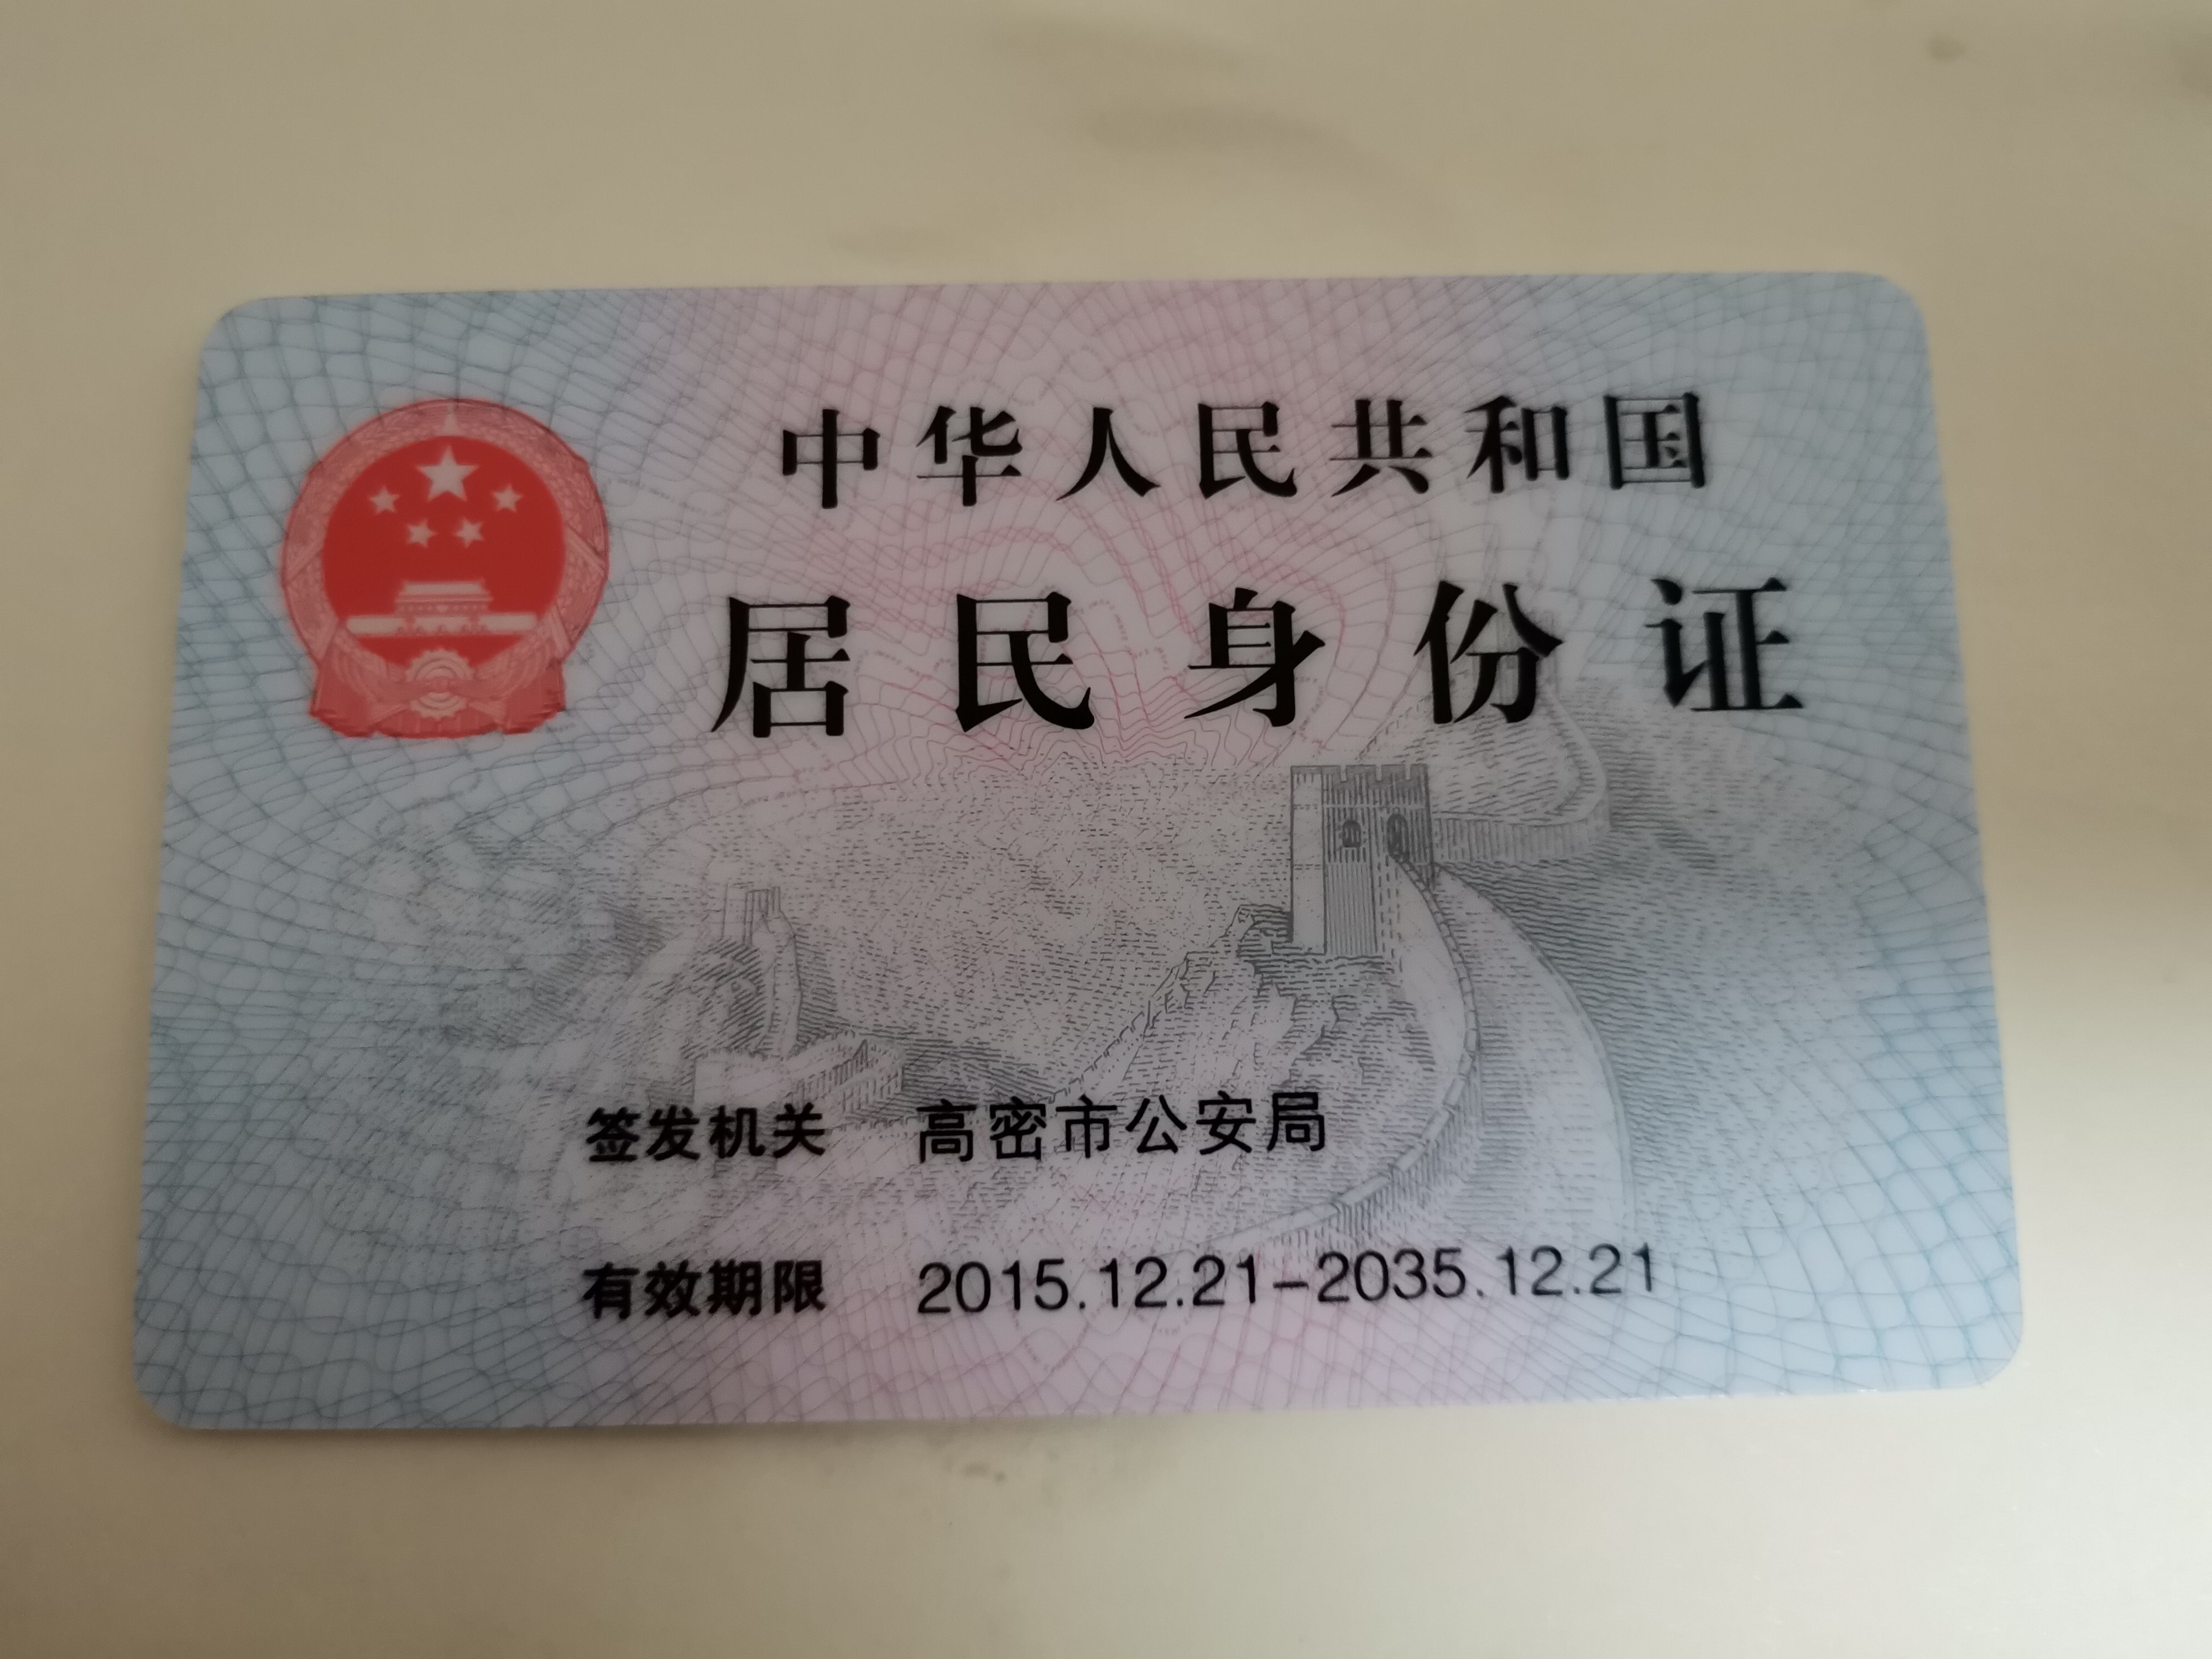 中华人民共和国
居民身份证
签发机关 高密市公安局
有效期限 2015.12.21-2035.12.21